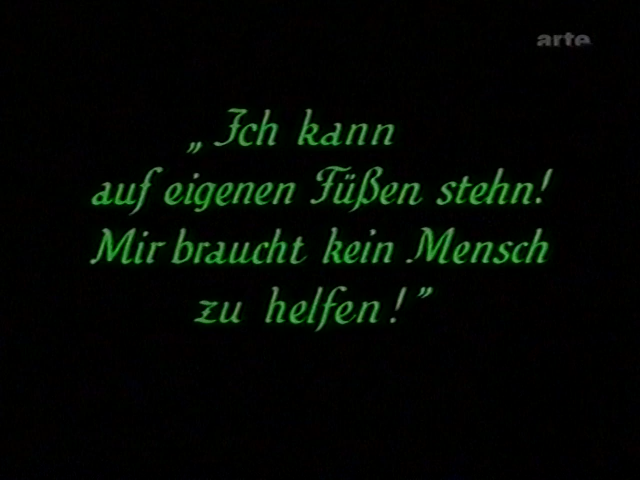 arte
„Ich kann
auf eigenen Füßen stehn!
Mir braucht kein Mensch
zu helfen!”